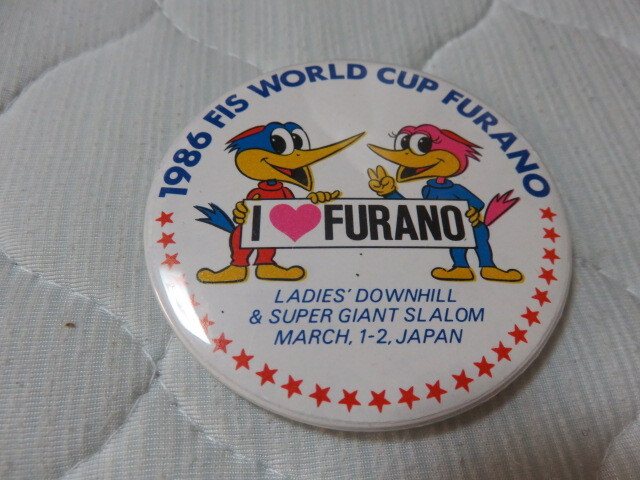 1986 FIS WORLD CUP FURANO
I ♥ FURANO
LADIES' DOWNHILL
& SUPER GIANT SLALOM
MARCH, 1-2, JAPAN